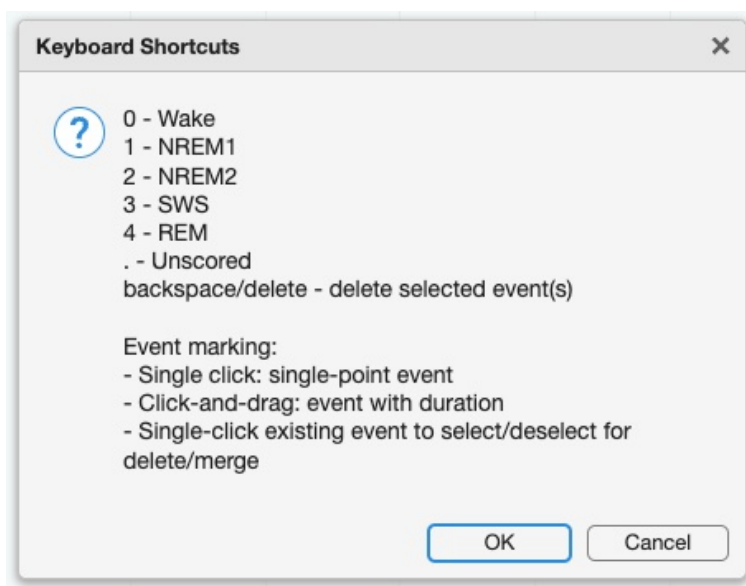 Keyboard Shortcuts
0 - Wake
1 - NREM1
2 - NREM2
3 - SWS
4 - REM
. - Unscored
backspace/delete - delete selected event(s)
Event marking:
- Single click: single-point event
- Click-and-drag: event with duration
- Single-click existing event to select/deselect for
delete/merge
OK
Cancel